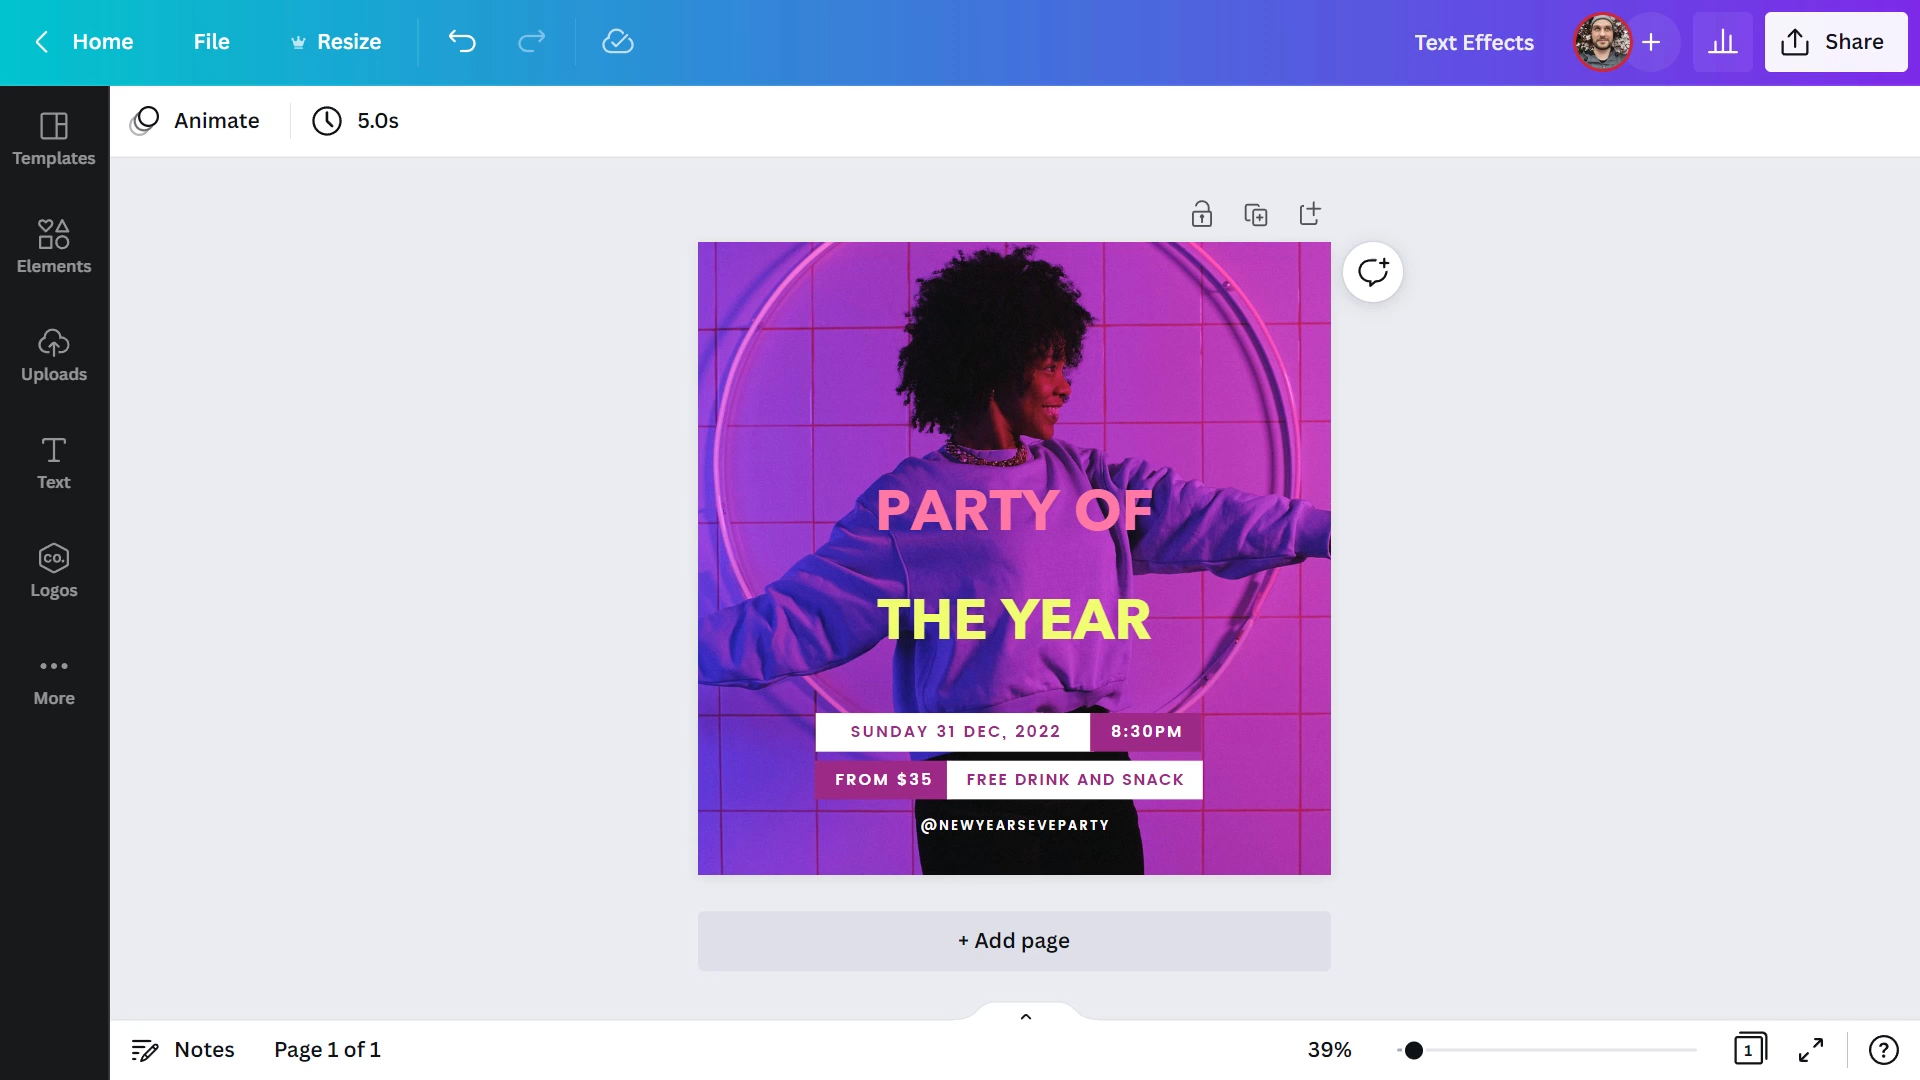 Home
File
Resize
Text Effects
Share
Animate
5.0s
Templates
Elements
Uploads
Text
CO.
Logos
More
PARTY OF
THE YEAR
SUNDAY 31 DEC, 2022
8:30PM
FROM $35
FREE DRINK AND SNACK
@NEWYEARSEVEPARTY
+ Add page
Notes
Page 1 of 1
39%
1
?